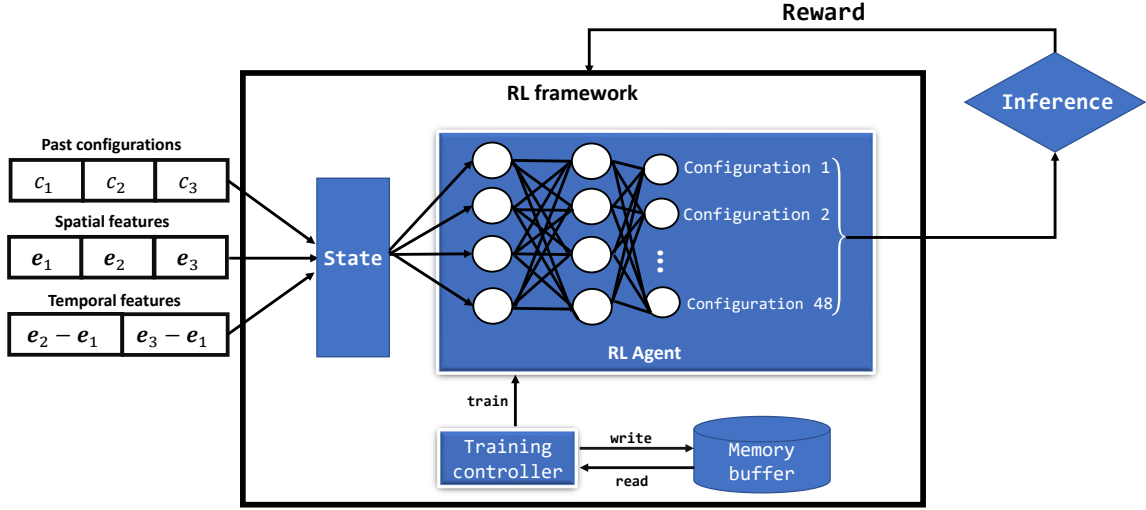 Reward
RL framework
Inference
Past configurations
c₁ c₂ c₃
Spatial features
e₁ e₂ e₃
Temporal features
e₂ − e₁ e₃ − e₁
State
Configuration 1
Configuration 2
⋮
Configuration 48
RL Agent
train
Training
controller
write
read
Memory
buffer